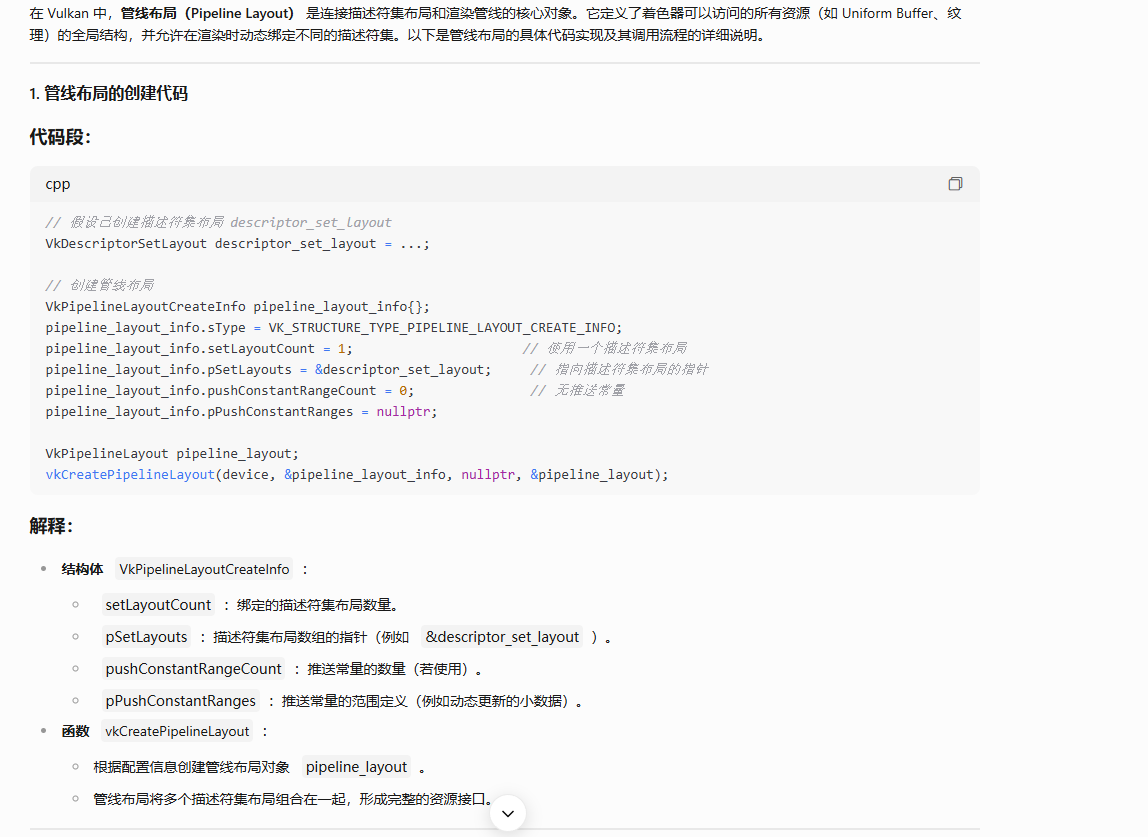 在 Vulkan 中，管线布局（Pipeline Layout） 是连接描述符集布局和渲染管线的核心对象。它定义了着色器可以访问的所有资源（如 Uniform Buffer、纹
理）的全局结构，并允许在渲染时动态绑定不同的描述符集。以下是管线布局的具体代码实现及其调用流程的详细说明。
1. 管线布局的创建代码
代码段：
cpp
// 假设已创建描述符集布局 descriptor_set_layout
VkDescriptorSetLayout descriptor_set_layout = ...;
// 创建管线布局
VkPipelineLayoutCreateInfo pipeline_layout_info{};
pipeline_layout_info.sType = VK_STRUCTURE_TYPE_PIPELINE_LAYOUT_CREATE_INFO;
pipeline_layout_info.setLayoutCount = 1; // 使用一个描述符集布局
pipeline_layout_info.pSetLayouts = &descriptor_set_layout; // 指向描述符集布局的指针
pipeline_layout_info.pushConstantRangeCount = 0; // 无推送常量
pipeline_layout_info.pPushConstantRanges = nullptr;
VkPipelineLayout pipeline_layout;
vkCreatePipelineLayout(device, &pipeline_layout_info, nullptr, &pipeline_layout);
解释：
结构体 VkPipelineLayoutCreateInfo ：
setLayoutCount ：绑定的描述符集布局数量。
pSetLayouts ：描述符集布局数组的指针（例如 &descriptor_set_layout ）。
pushConstantRangeCount ：推送常量的数量（若使用）。
pPushConstantRanges ：推送常量的范围定义（例如动态更新的小数据）。
函数 vkCreatePipelineLayout ：
根据配置信息创建管线布局对象 pipeline_layout 。
管线布局将多个描述符集布局组合在一起，形成完整的资源接口。